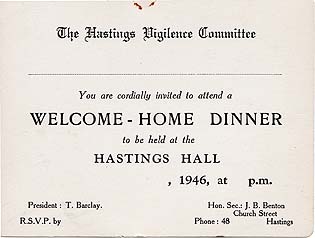 The Hastings Vigilence Committee
You are cordially invited to attend a
WELCOME - HOME DINNER
to be held at the
HASTINGS HALL
, 1946, at p.m.
President : T. Barclay.
Hon. Sec.: J. B. Benton
Church Street
R.S.V.P. by
Phone : 48 Hastings